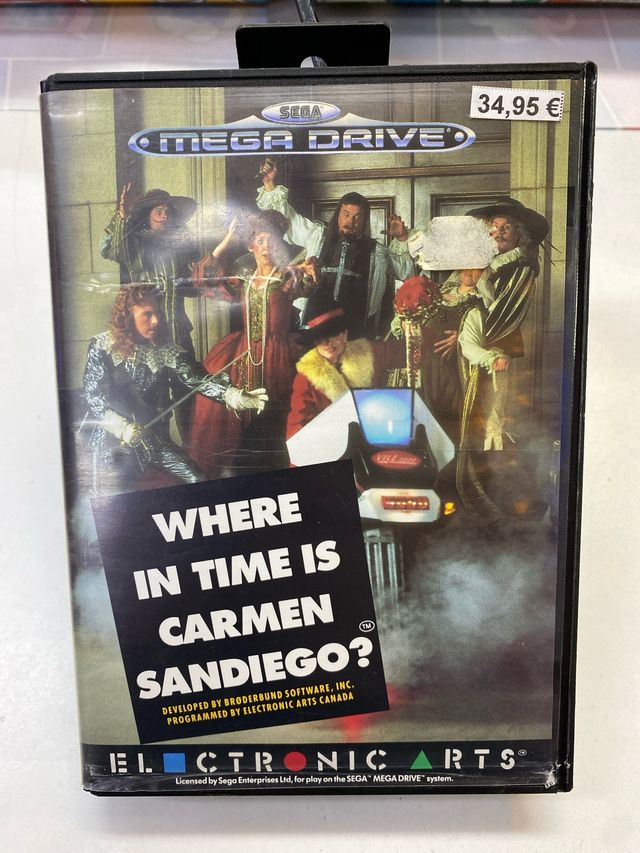 34,95 €
SEGA
MEGA DRIVE
WHERE
IN TIME IS
CARMEN
SANDIEGO?™
DEVELOPED BY BRØDERBUND SOFTWARE, INC.
PROGRAMMED BY ELECTRONIC ARTS CANADA
ELECTRONIC ARTS
Licensed by Sega Enterprises Ltd, for play on the SEGA™ MEGA DRIVE™ system.